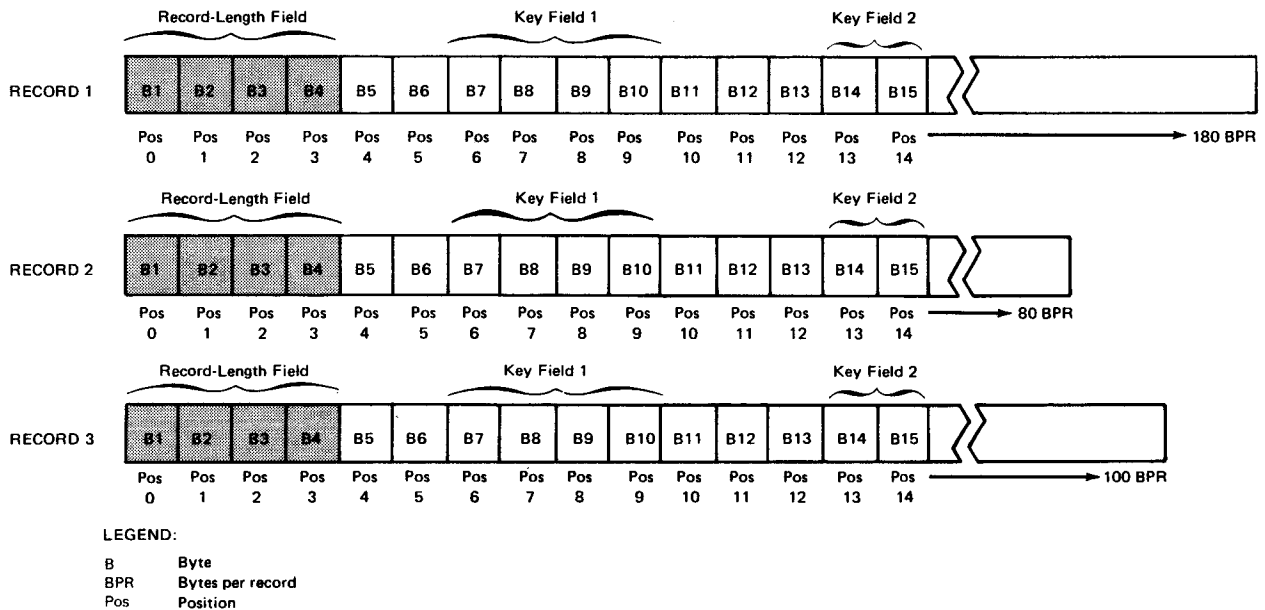 Record-Length Field Key Field 1 Key Field 2
RECORD 1 B1 B2 B3 B4 B5 B6 B7 B8 B9 B10 B11 B12 B13 B14 B15
Pos Pos Pos Pos Pos Pos Pos Pos Pos Pos Pos Pos Pos Pos Pos 180 BPR
0 1 2 3 4 5 6 7 8 9 10 11 12 13 14
Record-Length Field Key Field 1 Key Field 2
RECORD 2 B1 B2 B3 B4 B5 B6 B7 B8 B9 B10 B11 B12 B13 B14 B15
Pos Pos Pos Pos Pos Pos Pos Pos Pos Pos Pos Pos Pos Pos Pos 80 BPR
0 1 2 3 4 5 6 7 8 9 10 11 12 13 14
Record-Length Field Key Field 1 Key Field 2
RECORD 3 B1 B2 B3 B4 B5 B6 B7 B8 B9 B10 B11 B12 B13 B14 B15
Pos Pos Pos Pos Pos Pos Pos Pos Pos Pos Pos Pos Pos Pos Pos 100 BPR
0 1 2 3 4 5 6 7 8 9 10 11 12 13 14
LEGEND:
B Byte
BPR Bytes per record
Pos Position